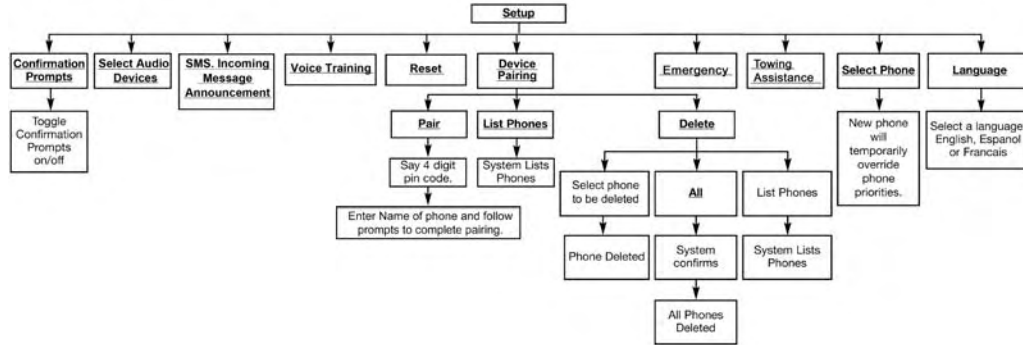 Setup
Confirmation
Prompts
Select Audio
Devices
SMS. Incoming
Message
Announcement
Voice Training
Reset
Device
Pairing
Emergency
Towing
Assistance
Select Phone
Language
Toggle
Confirmation
Prompts
on/off
Pair
List Phones
Delete
New phone
will
temporarily
override
phone
priorities.
Select a language
English, Espanol
or Francais
Say 4 digit
pin code.
System Lists
Phones
Select phone
to be deleted
All
List Phones
Enter Name of phone and follow
prompts to complete pairing.
Phone Deleted
System
confirms
System Lists
Phones
All Phones
Deleted